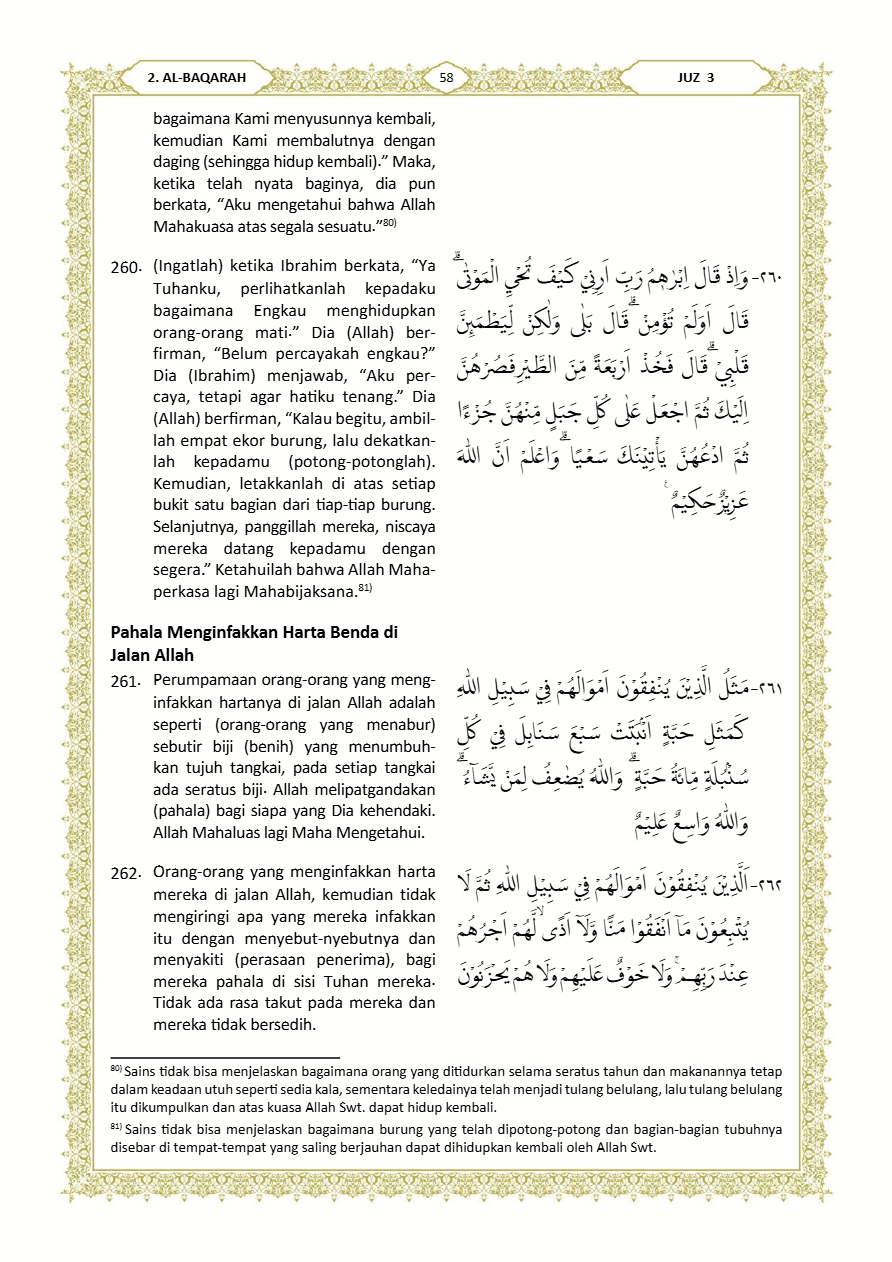 2. AL-BAQARAH
58
JUZ 3
bagaimana Kami menyusunnya kembali,
kemudian Kami membalutnya dengan
daging (sehingga hidup kembali).” Maka,
ketika telah nyata baginya, dia pun
berkata, “Aku mengetahui bahwa Allah
Mahakuasa atas segala sesuatu.”⁸⁰⁾
260. (Ingatlah) ketika Ibrahim berkata, “Ya
Tuhanku, perlihatkanlah kepadaku
bagaimana Engkau menghidupkan
orang-orang mati.” Dia (Allah) ber-
firman, “Belum percayakah engkau?”
Dia (Ibrahim) menjawab, “Aku per-
caya, tetapi agar hatiku tenang.” Dia
(Allah) berfirman, “Kalau begitu, ambil-
lah empat ekor burung, lalu dekatkan-
lah kepadamu (potong-potonglah).
Kemudian, letakkanlah di atas setiap
bukit satu bagian dari tiap-tiap burung.
Selanjutnya, panggillah mereka, niscaya
mereka datang kepadamu dengan
segera.” Ketahuilah bahwa Allah Maha-
perkasa lagi Mahabijaksana.⁸¹⁾
٢٦٠- وَاِذْ قَالَ اِبْرٰهٖمُ رَبِّ اَرِنِيْ كَيْفَ تُحْيِ الْمَوْتٰىۗ
قَالَ اَوَلَمْ تُؤْمِنْۗ قَالَ بَلٰى وَلٰكِنْ لِّيَطْمَىِٕنَّ
قَلْبِيْۗ قَالَ فَخُذْ اَرْبَعَةً مِّنَ الطَّيْرِفَصُرْهُنَّ
اِلَيْكَ ثُمَّ اجْعَلْ عَلٰى كُلِّ جَبَلٍ مِّنْهُنَّ جُزْءًا
ثُمَّ ادْعُهُنَّ يَأْتِيْنَكَ سَعْيًاۗ وَاعْلَمْ اَنَّ اللّٰهَ
عَزِيْزٌحَكِيْمٌ ࣖ
Pahala Menginfakkan Harta Benda di
Jalan Allah
261. Perumpamaan orang-orang yang meng-
infakkan hartanya di jalan Allah adalah
seperti (orang-orang yang menabur)
sebutir biji (benih) yang menumbuh-
kan tujuh tangkai, pada setiap tangkai
ada seratus biji. Allah melipatgandakan
(pahala) bagi siapa yang Dia kehendaki.
Allah Mahaluas lagi Maha Mengetahui.
٢٦١- مَثَلُ الَّذِيْنَ يُنْفِقُوْنَ اَمْوَالَهُمْ فِيْ سَبِيْلِ اللّٰهِ
كَمَثَلِ حَبَّةٍ اَنْۢبَتَتْ سَبْعَ سَنَابِلَ فِيْ كُلِّ
سُنْۢبُلَةٍ مِّائَةُ حَبَّةٍۗ وَاللّٰهُ يُضٰعِفُ لِمَنْ يَّشَاۤءُۗ
وَاللّٰهُ وَاسِعٌ عَلِيْمٌ
262. Orang-orang yang menginfakkan harta
mereka di jalan Allah, kemudian tidak
mengiringi apa yang mereka infakkan
itu dengan menyebut-nyebutnya dan
menyakiti (perasaan penerima), bagi
mereka pahala di sisi Tuhan mereka.
Tidak ada rasa takut pada mereka dan
mereka tidak bersedih.
٢٦٢- اَلَّذِيْنَ يُنْفِقُوْنَ اَمْوَالَهُمْ فِيْ سَبِيْلِ اللّٰهِ ثُمَّ لَا
يُتْبِعُوْنَ مَآ اَنْفَقُوْا مَنًّا وَّلَآ اَذًىۙ لَّهُمْ اَجْرُهُمْ
عِنْدَ رَبِّهِمْۚ وَلَا خَوْفٌ عَلَيْهِمْ وَلَا هُمْ يَحْزَنُوْنَ
⁸⁰⁾ Sains tidak bisa menjelaskan bagaimana orang yang ditidurkan selama seratus tahun dan makanannya tetap
dalam keadaan utuh seperti sedia kala, sementara keledainya telah menjadi tulang belulang, lalu tulang belulang
itu dikumpulkan dan atas kuasa Allah Swt. dapat hidup kembali.
⁸¹⁾ Sains tidak bisa menjelaskan bagaimana burung yang telah dipotong-potong dan bagian-bagian tubuhnya
disebar di tempat-tempat yang saling berjauhan dapat dihidupkan kembali oleh Allah Swt.